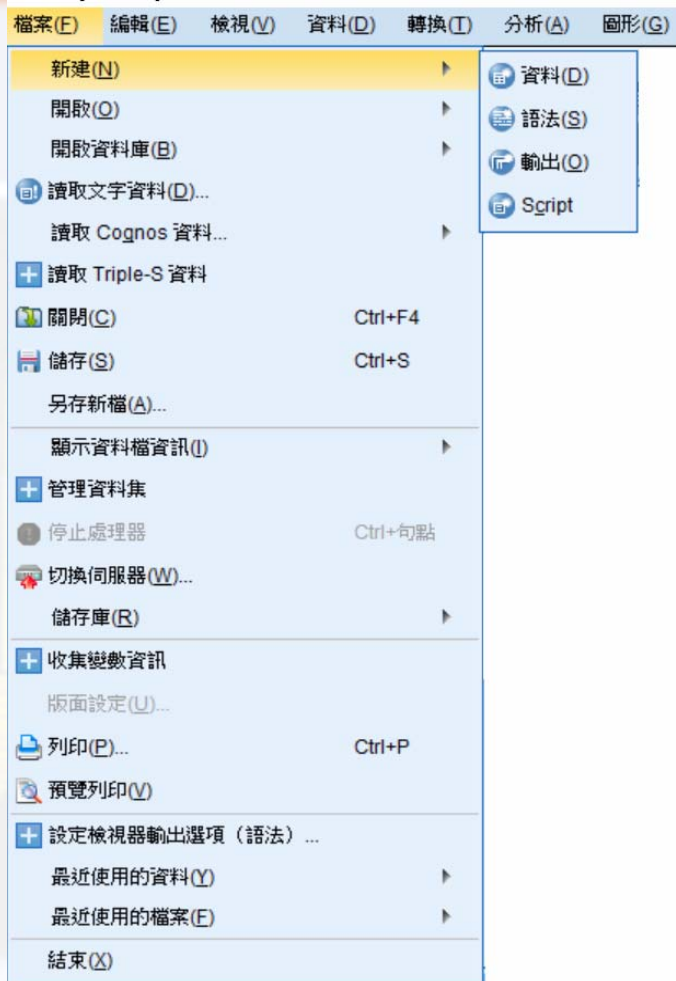 檔案(F) 編輯(E) 檢視(V) 資料(D) 轉換(T) 分析(A) 圖形(G)
新建(N)
開啟(O)
開啟資料庫(B)
讀取文字資料(D)...
讀取 Cognos 資料...
讀取 Triple-S 資料
關閉(C) Ctrl+F4
儲存(S) Ctrl+S
另存新檔(A)...
顯示資料檔資訊(I)
管理資料集
停止處理器 Ctrl+句點
切換伺服器(W)...
儲存庫(R)
收集變數資訊
版面設定(U)...
列印(P)... Ctrl+P
預覽列印(V)
設定檢視器輸出選項（語法）...
最近使用的資料(Y)
最近使用的檔案(F)
結束(X)
資料(D)
語法(S)
輸出(O)
Script